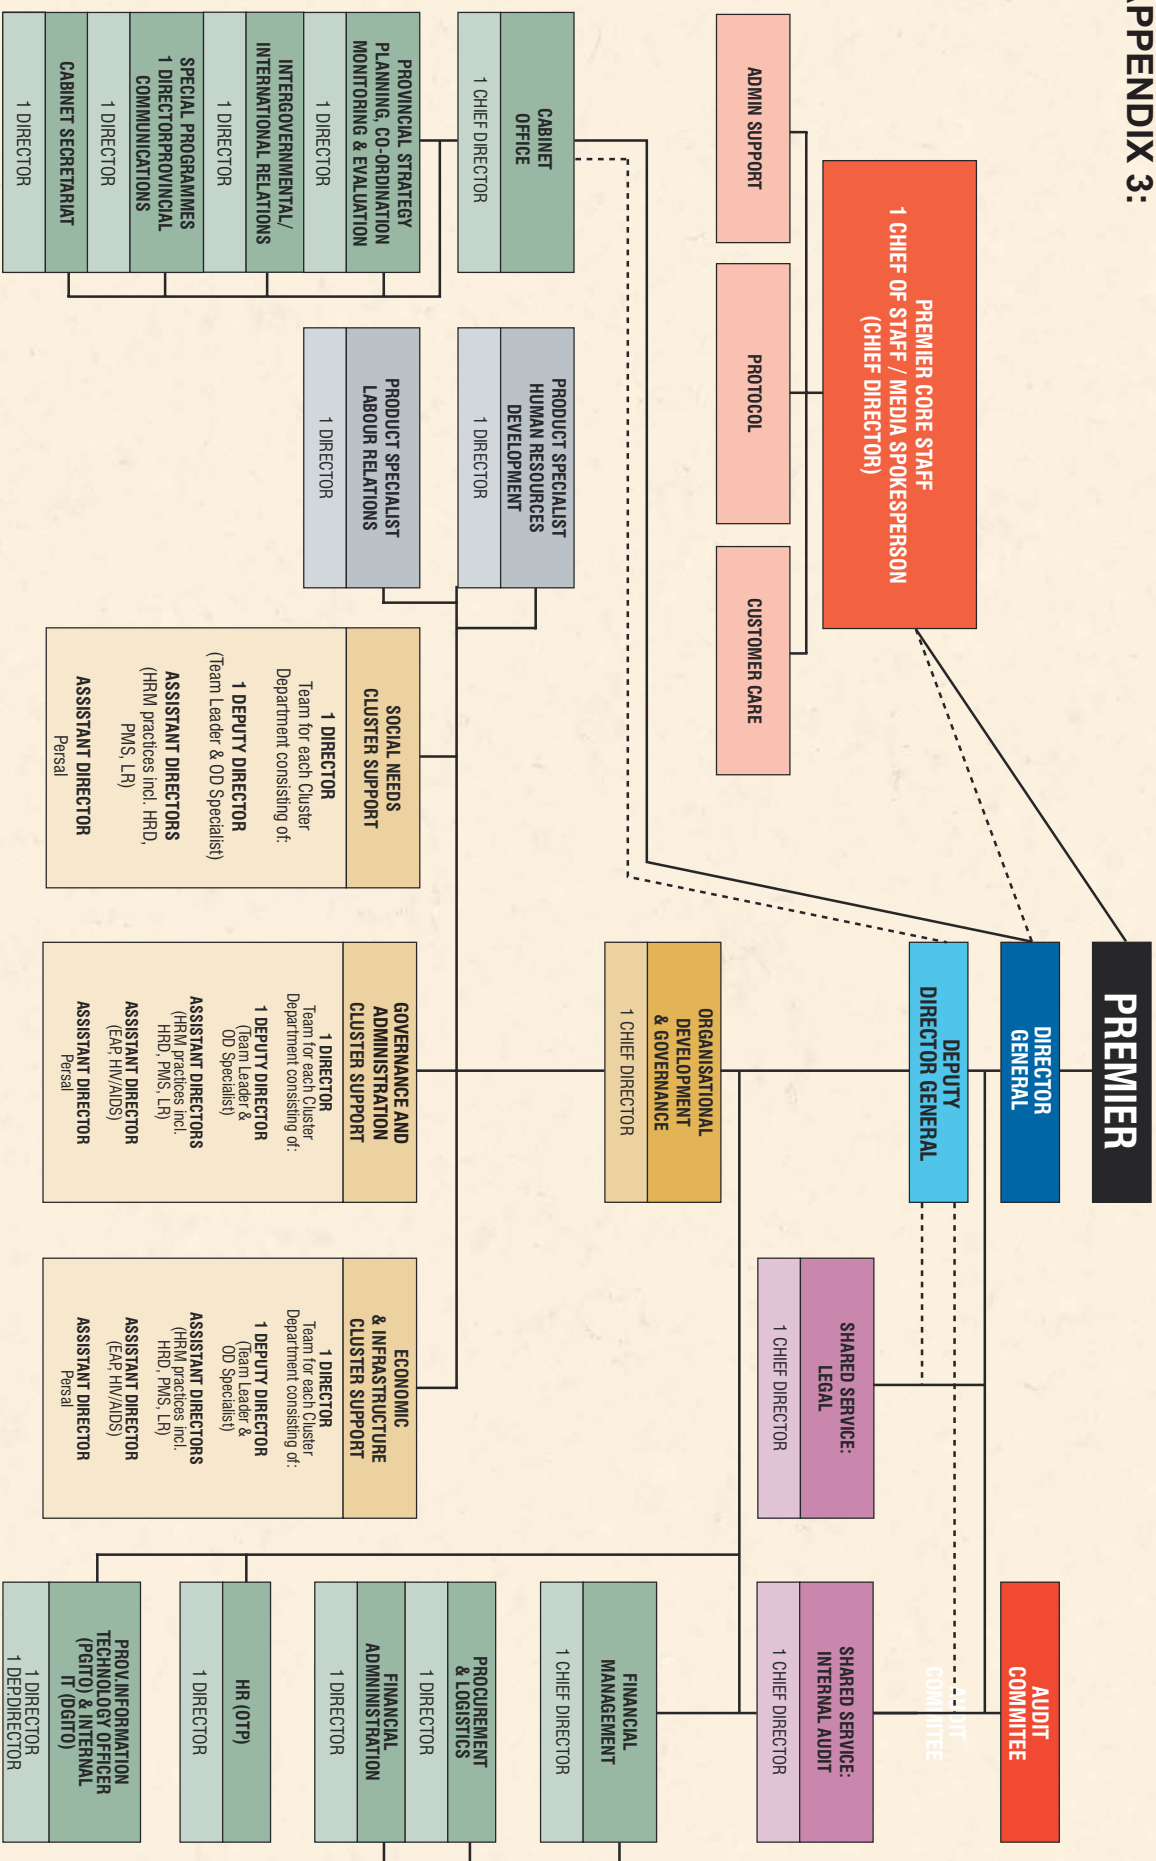 APPENDIX 3:
PREMIER
DIRECTOR
GENERAL
DEPUTY
DIRECTOR GENERAL
AUDIT
COMMITEE
AUDIT
COMMITEE
PREMIER CORE STAFF
1 CHIEF OF STAFF / MEDIA SPOKESPERSON
(CHIEF DIRECTOR)
ADMIN SUPPORT
PROTOCOL
CUSTOMER CARE
SHARED SERVICE:
LEGAL
1 CHIEF DIRECTOR
SHARED SERVICE:
INTERNAL AUDIT
1 CHIEF DIRECTOR
ORGANISATIONAL
DEVELOPMENT
& GOVERNANCE
1 CHIEF DIRECTOR
FINANCIAL
MANAGEMENT
1 CHIEF DIRECTOR
CABINET
OFFICE
1 CHIEF DIRECTOR
PRODUCT SPECIALIST
HUMAN RESOURCES
DEVELOPMENT
1 DIRECTOR
PRODUCT SPECIALIST
LABOUR RELATIONS
1 DIRECTOR
PROVINCIAL STRATEGY
PLANNING, CO-ORDINATION
MONITORING & EVALUATION
1 DIRECTOR
INTERGOVERNMENTAL/
INTERNATIONAL RELATIONS
1 DIRECTOR
SPECIAL PROGRAMMES
1 DIRECTORPROVINCIAL
COMMUNICATIONS
1 DIRECTOR
CABINET SECRETARIAT
1 DIRECTOR
SOCIAL NEEDS
CLUSTER SUPPORT
1 DIRECTOR
Team for each Cluster
Department consisting of:
1 DEPUTY DIRECTOR
(Team Leader & OD Specialist)
ASSISTANT DIRECTORS
(HRM practices incl. HRD,
PMS, LR)
ASSISTANT DIRECTOR
Persal
GOVERNANCE AND
ADMINISTRATION
CLUSTER SUPPORT
1 DIRECTOR
Team for each Cluster
Department consisting of:
1 DEPUTY DIRECTOR
(Team Leader &
OD Specialist)
ASSISTANT DIRECTORS
(HRM practices incl.
HRD, PMS, LR)
ASSISTANT DIRECTOR
(EAP, HIV/AIDS)
ASSISTANT DIRECTOR
Persal
ECONOMIC
& INFRASTRUCTURE
CLUSTER SUPPORT
1 DIRECTOR
Team for each Cluster
Department consisting of:
1 DEPUTY DIRECTOR
(Team Leader &
OD Specialist)
ASSISTANT DIRECTORS
(HRM practices incl.
HRD, PMS, LR)
ASSISTANT DIRECTOR
(EAP, HIV/AIDS)
ASSISTANT DIRECTOR
Persal
PROCUREMENT
& LOGISTICS
1 DIRECTOR
FINANCIAL
ADMININISTRATION
1 DIRECTOR
HR (OTP)
1 DIRECTOR
PROV.INFORMATION
TECHNOLOGY OFFICER
(PGITO) & INTERNAL
IT (DGITO)
1 DIRECTOR
1 DEP.DIRECTOR